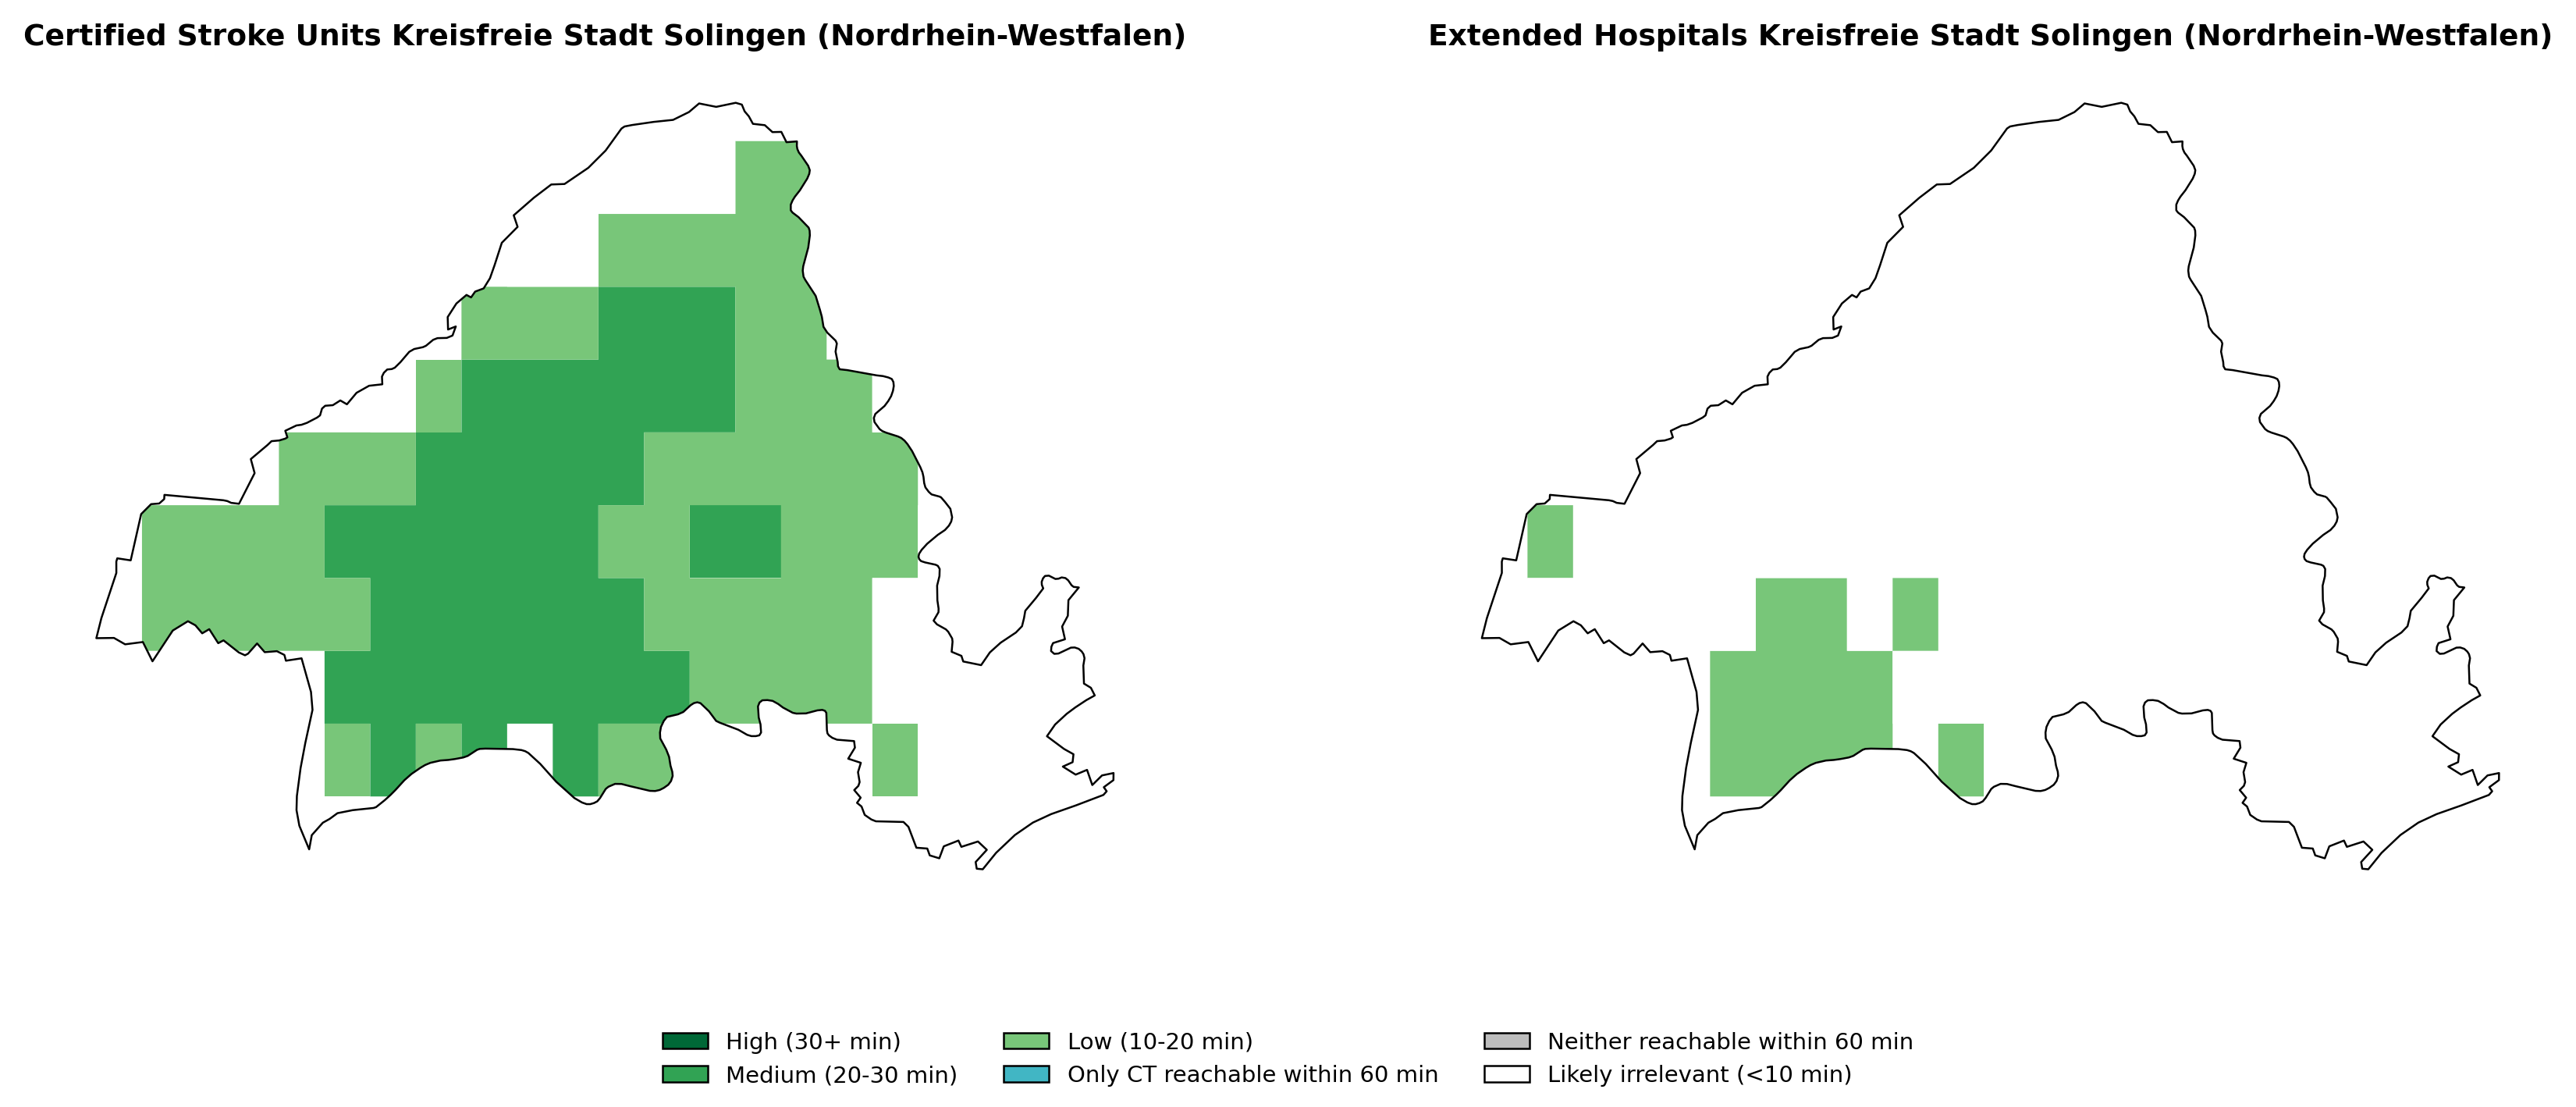 Certified Stroke Units Kreisfreie Stadt Solingen (Nordrhein-Westfalen)
Extended Hospitals Kreisfreie Stadt Solingen (Nordrhein-Westfalen)
High (30+ min)
Medium (20-30 min)
Low (10-20 min)
Only CT reachable within 60 min
Neither reachable within 60 min
Likely irrelevant (<10 min)